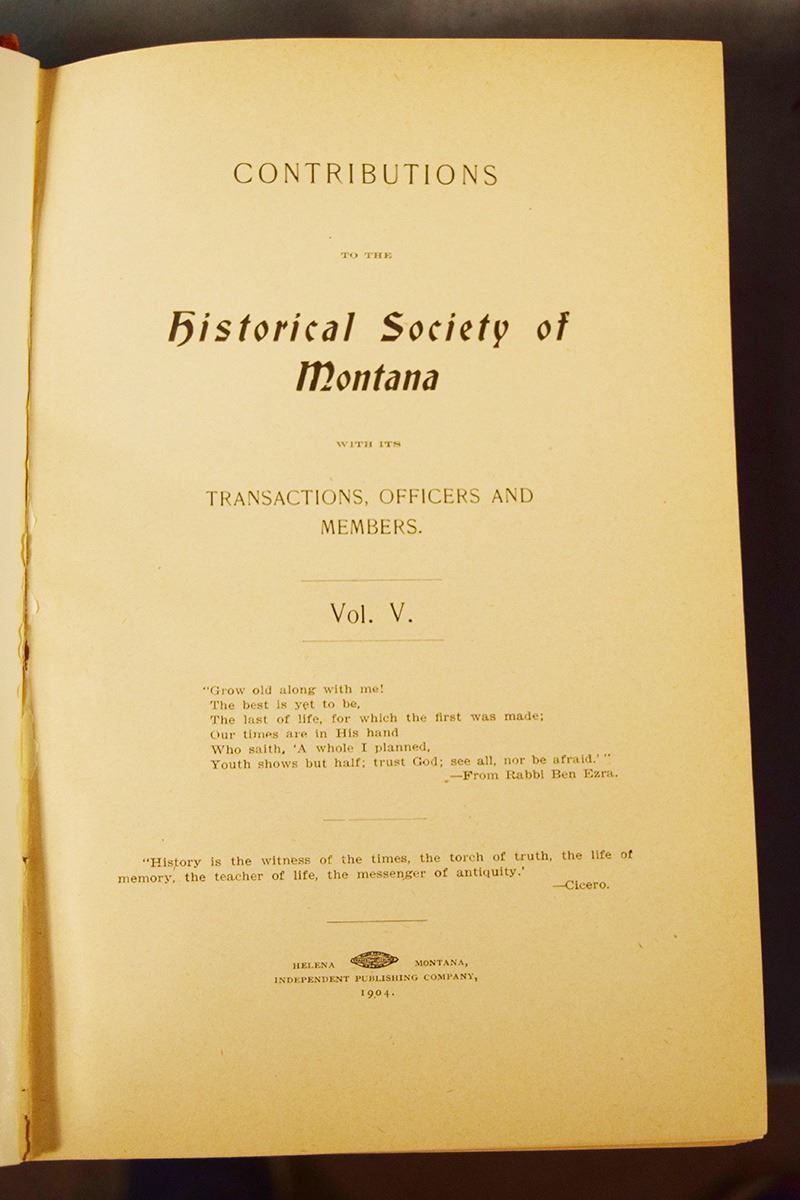 CONTRIBUTIONS
TO THE
Historical Society of
Montana
WITH ITS
TRANSACTIONS, OFFICERS AND
MEMBERS.
Vol. V.
"Grow old along with me!
The best is yet to be,
The last of life, for which the first was made;
Our times are in His hand
Who saith, 'A whole I planned,
Youth shows but half; trust God; see all, nor be afraid.' "
—From Rabbi Ben Ezra.
"History is the witness of the times, the torch of truth, the life of
memory, the teacher of life, the messenger of antiquity.'
—Cicero.
HELENA MONTANA,
INDEPENDENT PUBLISHING COMPANY,
1904.